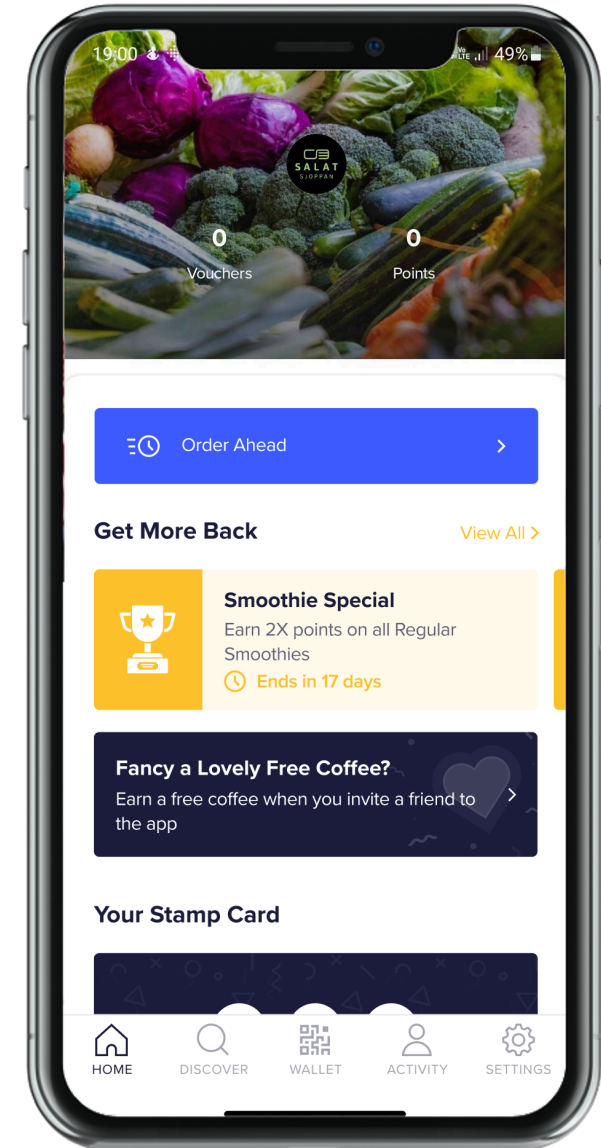 19:00
Vo
LTE
49%
SALAT
SJOPPAN
0
Vouchers
0
Points
Order Ahead
Get More Back
View All
Smoothie Special
Earn 2X points on all Regular
Smoothies
Ends in 17 days
Fancy a Lovely Free Coffee?
Earn a free coffee when you invite a friend to
the app
Your Stamp Card
HOME
DISCOVER
WALLET
ACTIVITY
SETTINGS